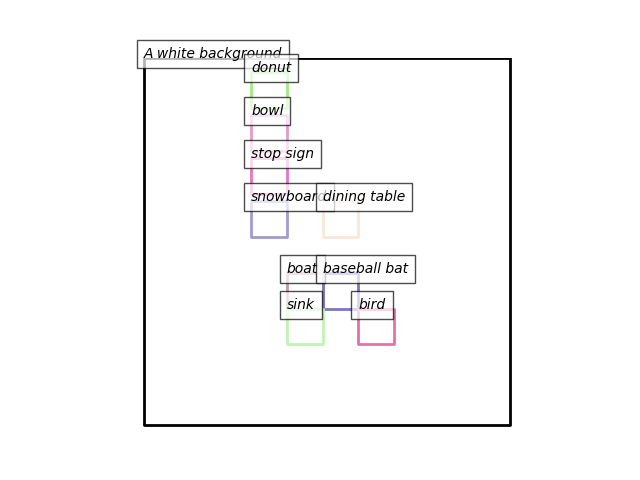 A white background
donut
bowl
stop sign
snowboard
dining table
boat
baseball bat
sink
bird